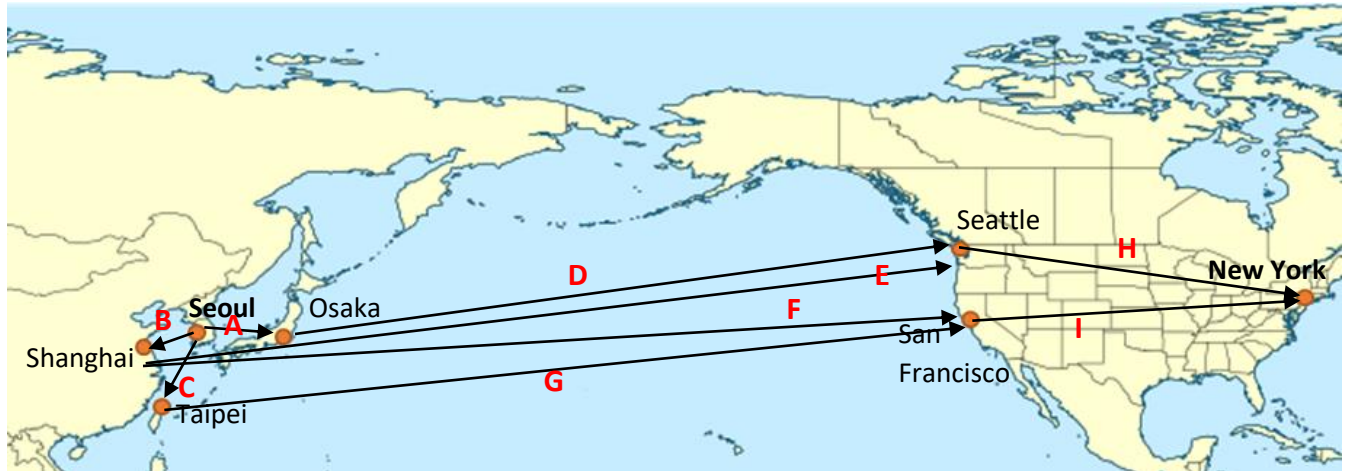 Seattle
H
D
E
New York
Seoul
Osaka
B
A
F
Shanghai
San
I
Francisco
C
G
Taipei